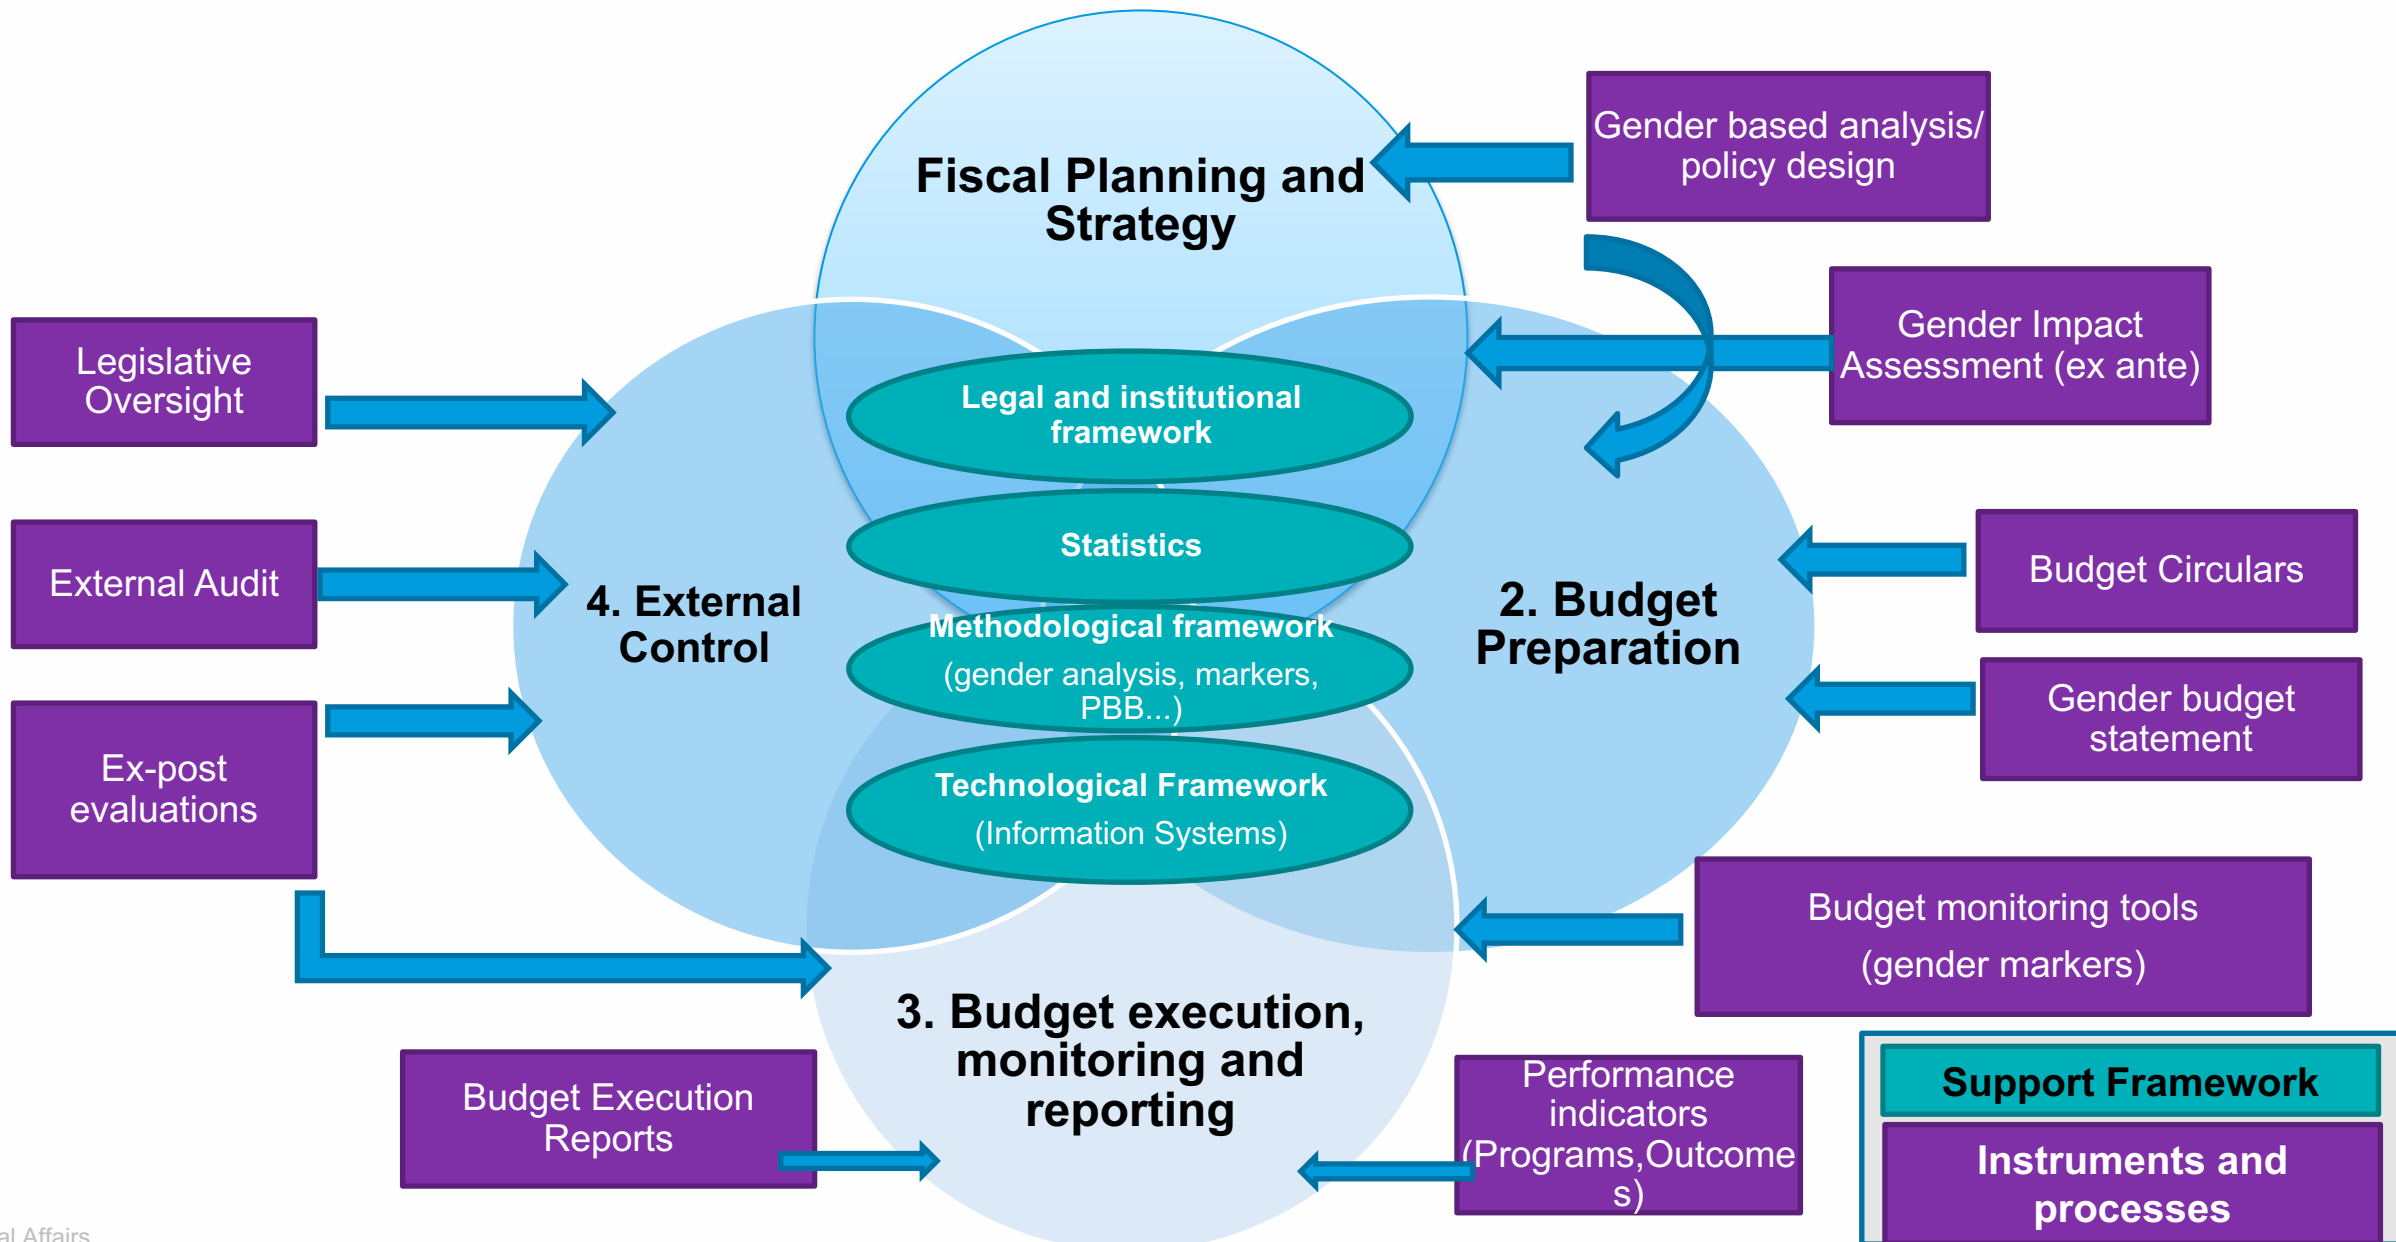 Fiscal Planning and
Strategy
Gender based analysis/
policy design
Gender Impact
Assessment (ex ante)
Legislative
Oversight
Legal and institutional
framework
Statistics
External Audit
4. External
Control
Methodological framework
(gender analysis, markers,
PBB...)
2. Budget
Preparation
Budget Circulars
Gender budget
statement
Ex-post
evaluations
Technological Framework
(Information Systems)
Budget monitoring tools
(gender markers)
3. Budget execution,
monitoring and
reporting
Budget Execution
Reports
Performance
indicators
(Programs,Outcome
s)
Support Framework
Instruments and
processes
al Affairs